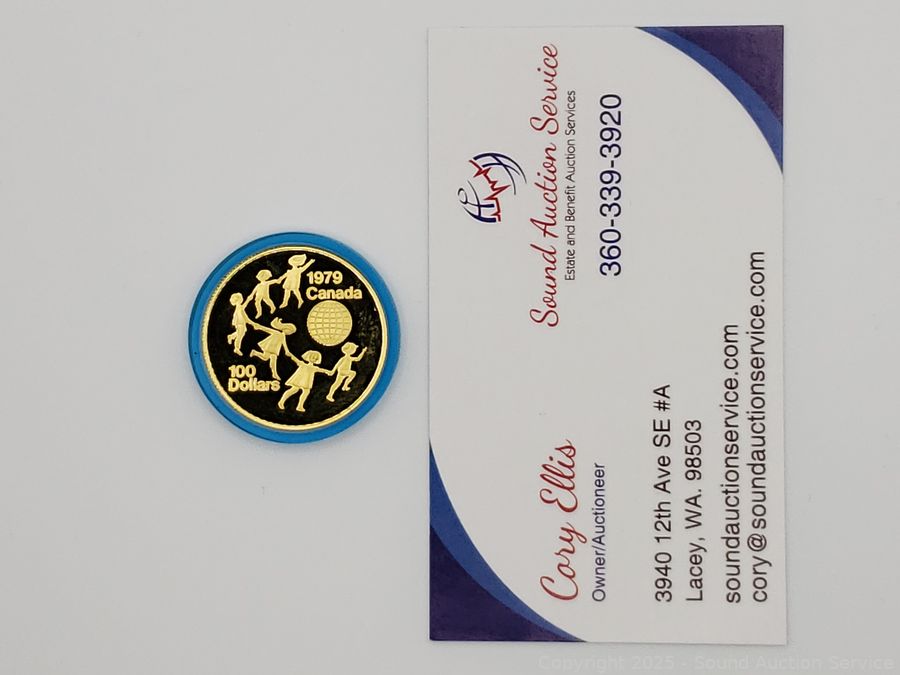 1979
Canada
100
Dollars
Sound Auction Service
Estate and Benefit Auction Services
360-339-3920
Cory Ellis
Owner/Auctioneer
3940 12th Ave SE #A
Lacey, WA. 98503
soundauctionservice.com
cory@soundauctionservice.com
Copyright 2025 - Sound Auction Service